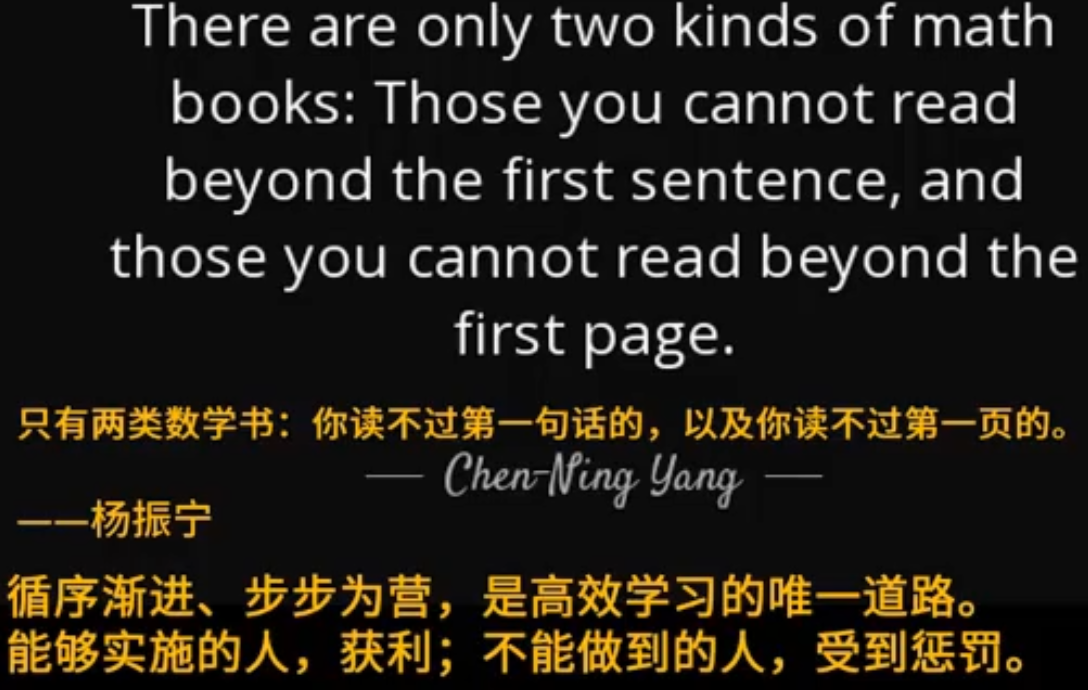 There are only two kinds of math
books: Those you cannot read
beyond the first sentence, and
those you cannot read beyond the
first page.
只有两类数学书：你读不过第一句话的，以及你读不过第一页的。
— Chen-Ning Yang —
——杨振宁
循序渐进、步步为营，是高效学习的唯一道路。
能够实施的人，获利；不能做到的人，受到惩罚。